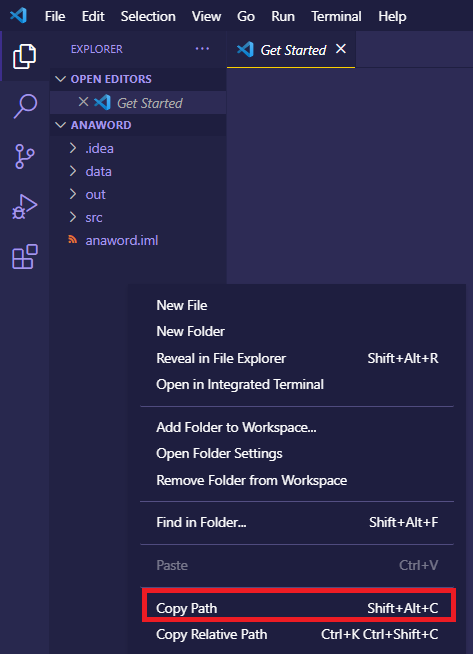 File Edit Selection View Go Run Terminal Help
EXPLORER ...
Get Started
OPEN EDITORS
Get Started
ANAWORD
.idea
data
out
src
anaword.iml
New File
New Folder
Reveal in File Explorer Shift+Alt+R
Open in Integrated Terminal
Add Folder to Workspace...
Open Folder Settings
Remove Folder from Workspace
Find in Folder... Shift+Alt+F
Paste Ctrl+V
Copy Path Shift+Alt+C
Copy Relative Path Ctrl+K Ctrl+Shift+C